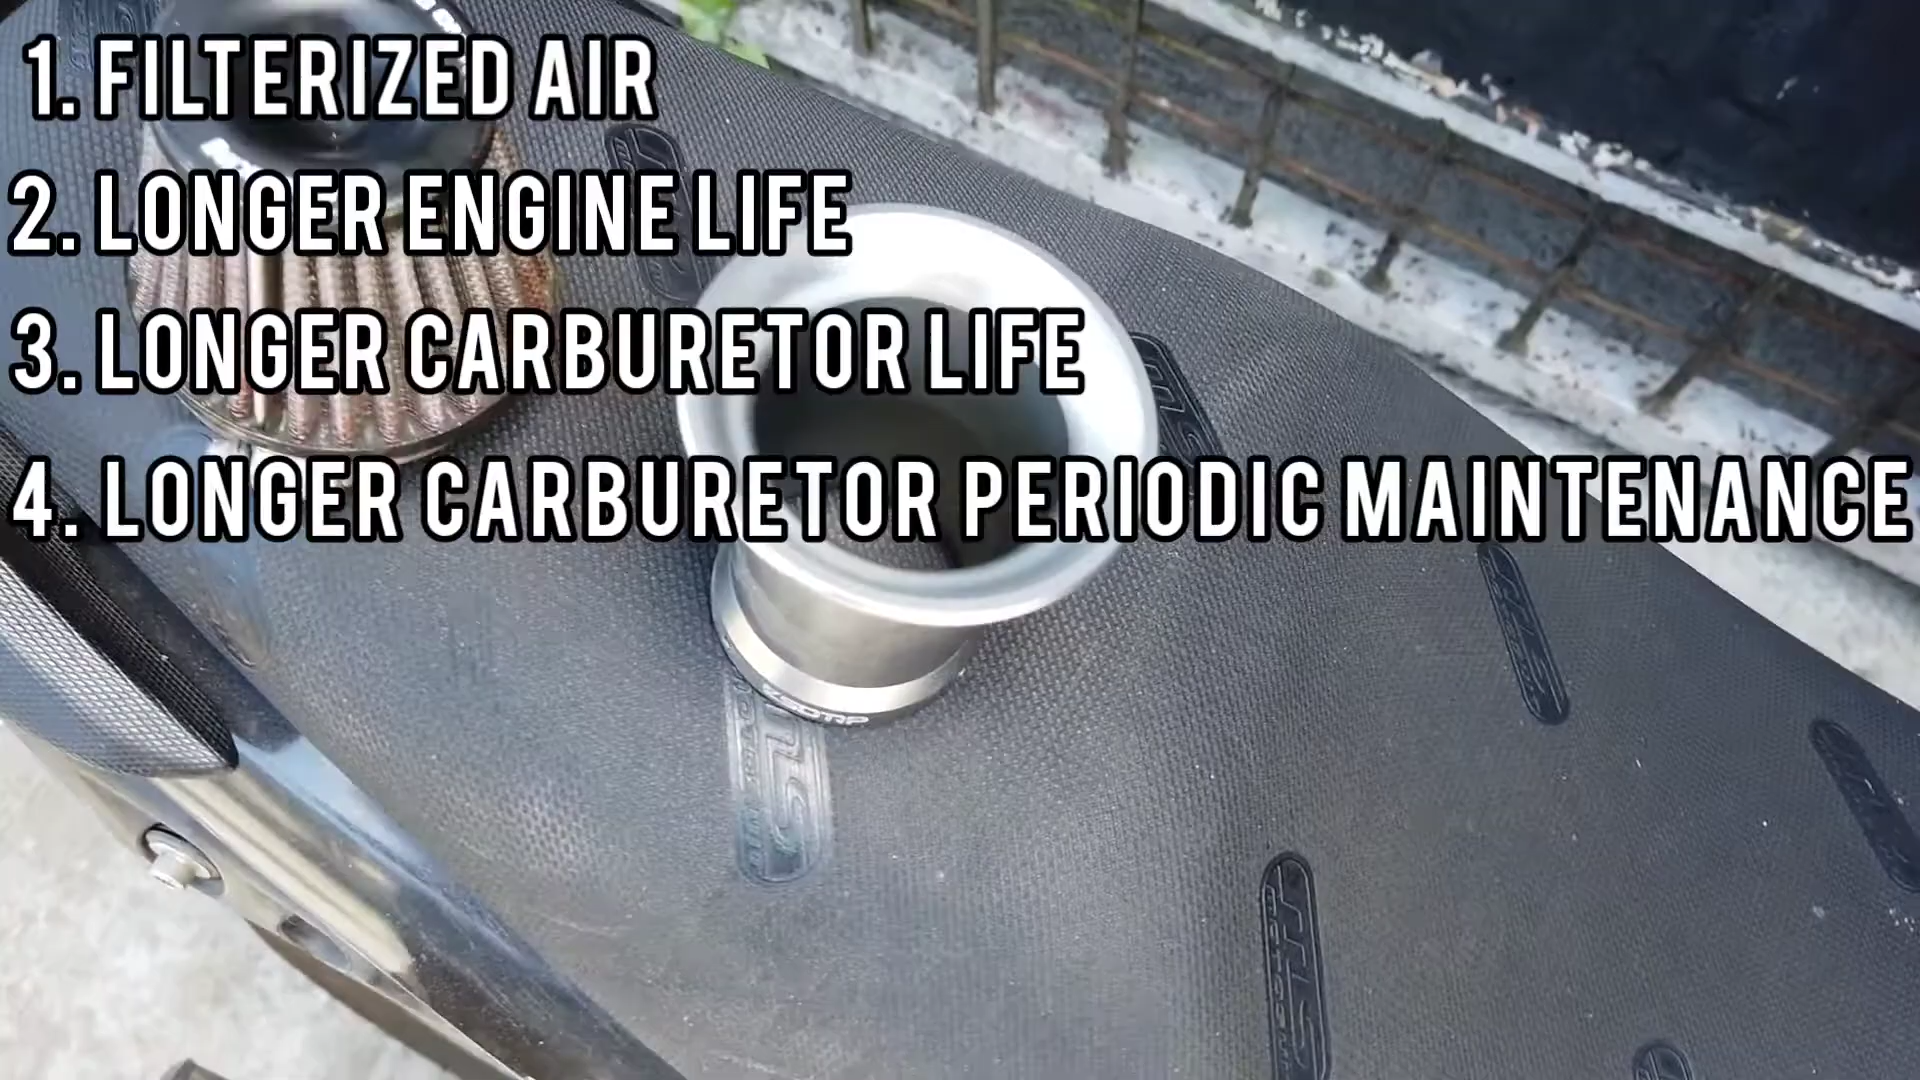 1. FILTERIZED AIR
2. LONGER ENGINE LIFE
3. LONGER CARBURETOR LIFE
4. LONGER CARBURETOR PERIODIC MAINTENANCE